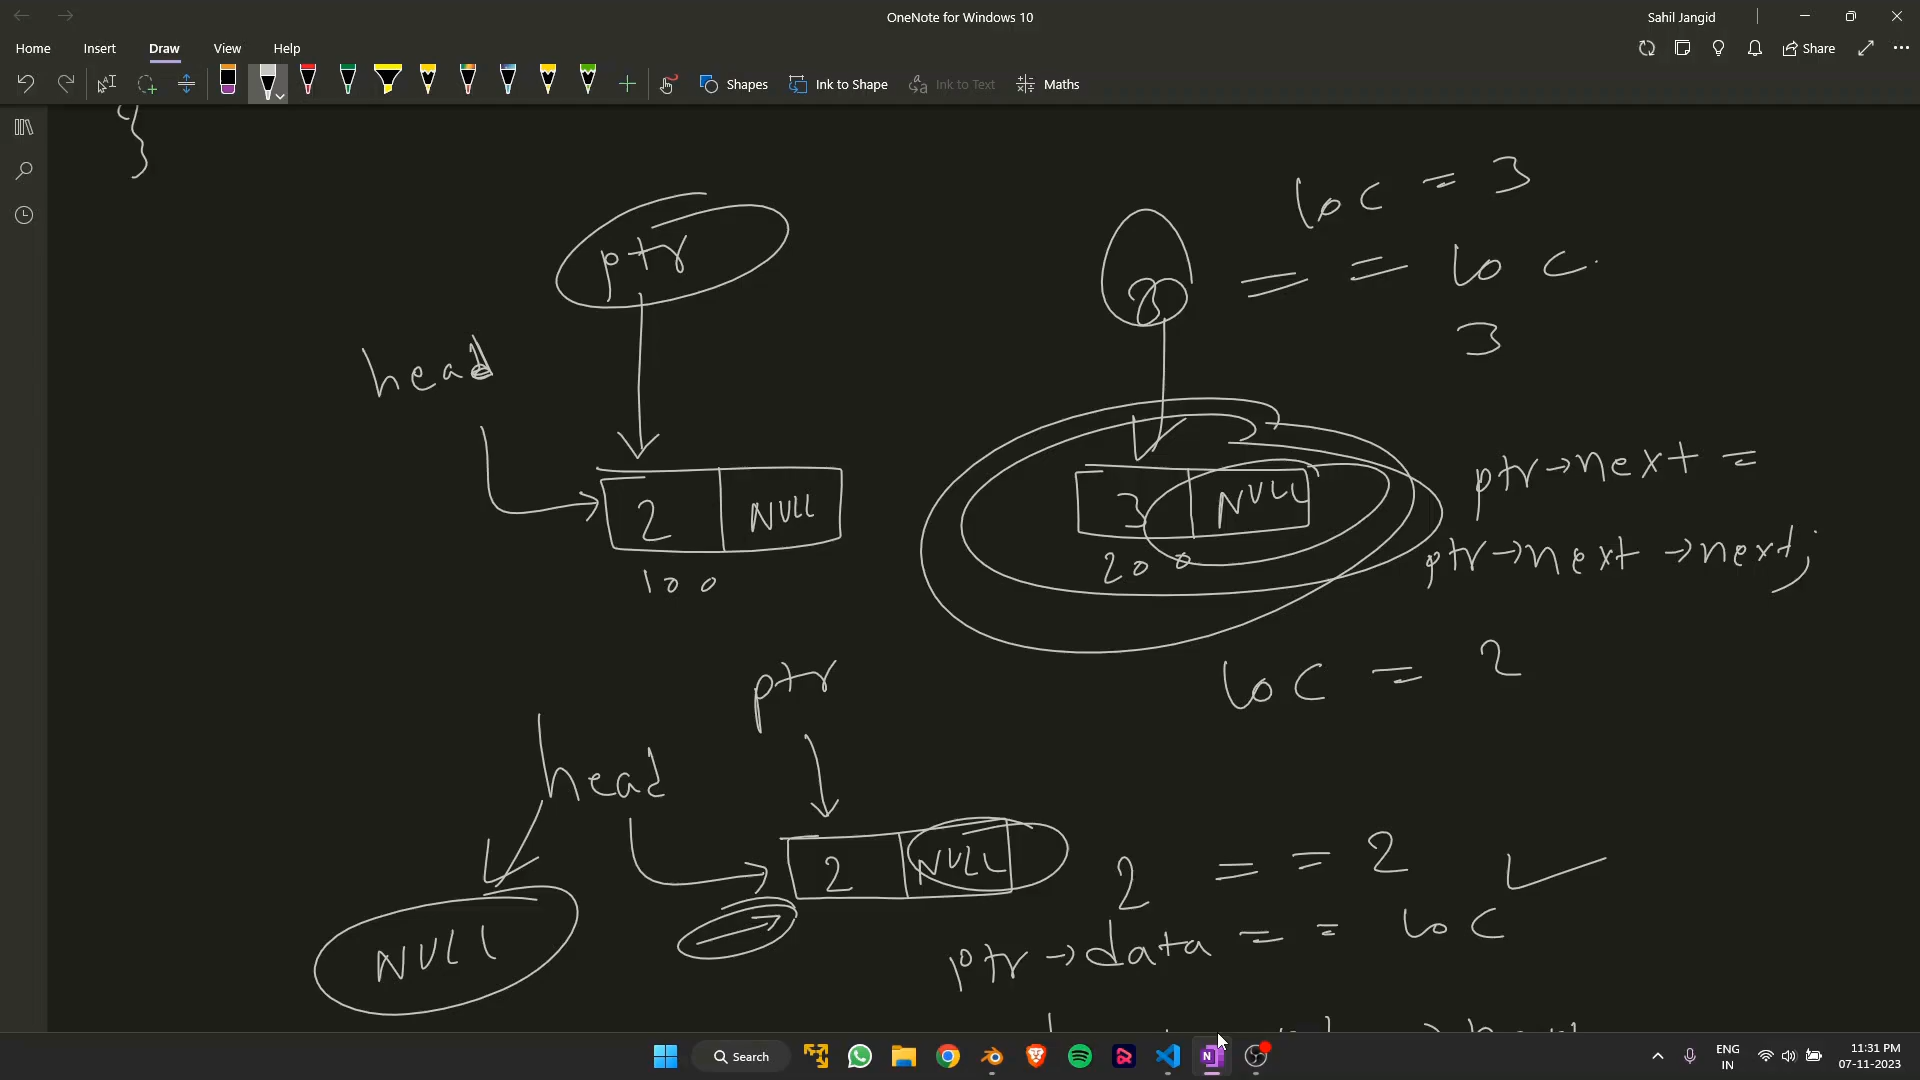 OneNote for Windows 10
Sahil Jangid
Home Insert Draw View Help
Share
Shapes Ink to Shape Ink to Text Maths
}
loc = 3
ptr
= = loc
3
head
2 NULL
3 NULL
100
200
ptr→next =
ptr→next→next;
loc = 2
ptr
head
2 NULL
2 = = 2
NULL
ptr→data = = loc
Search
ENG
IN
11:31 PM
07-11-2023